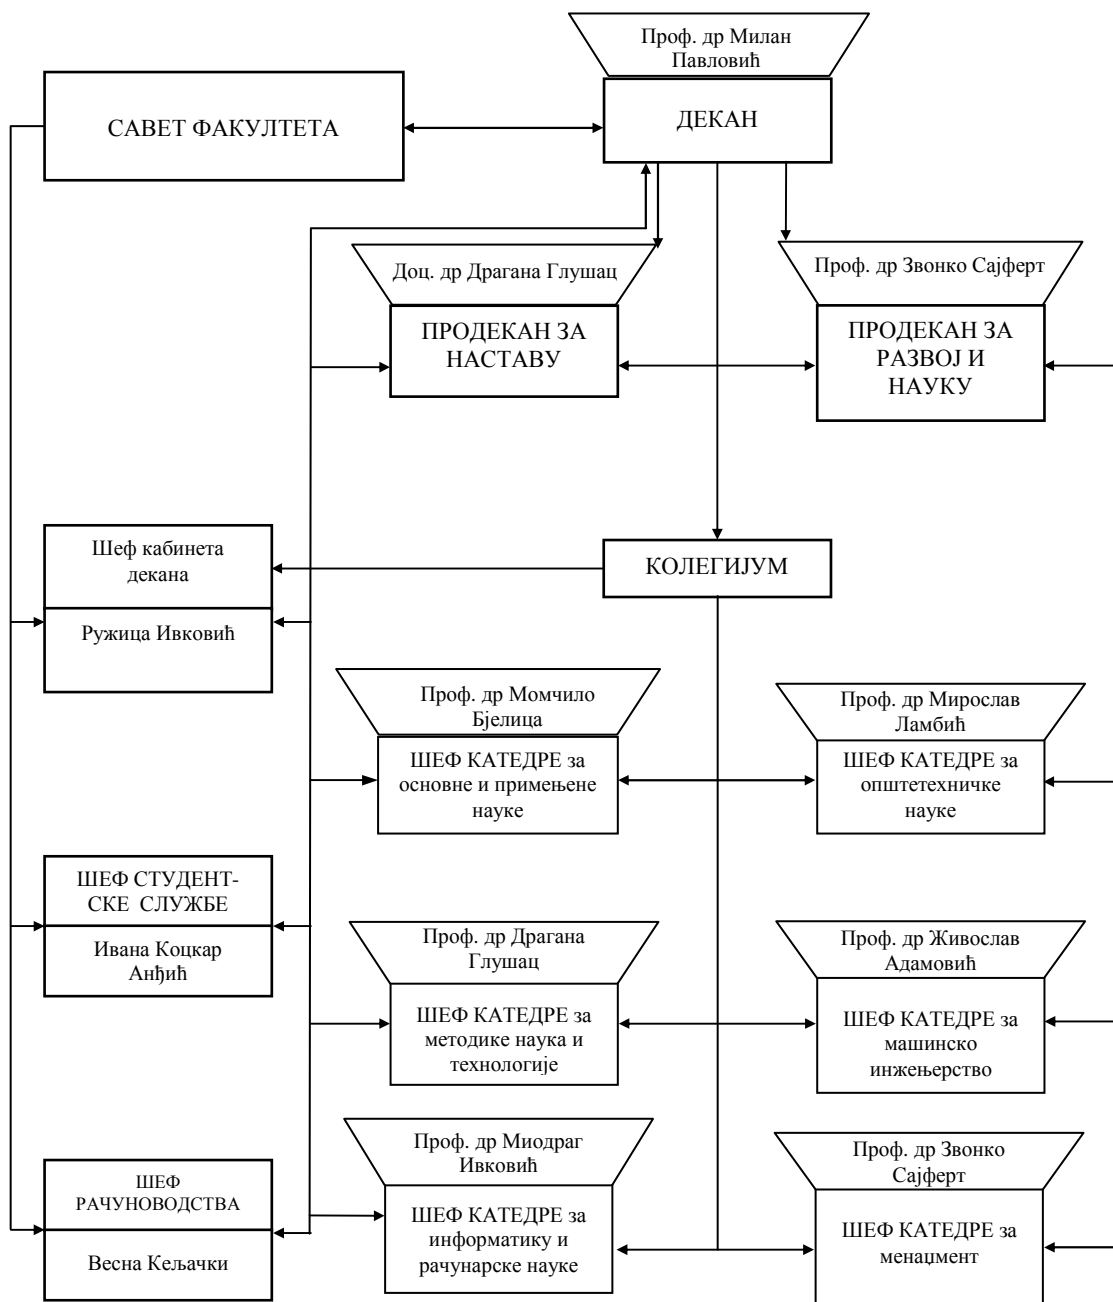 Проф. др Милан
Павловић
САВЕТ ФАКУЛТЕТА
ДЕКАН
Доц. др Драгана Глушац
Проф. др Звонко Сајферт
ПРОДЕКАН ЗА
НАСТАВУ
ПРОДЕКАН ЗА
РАЗВОЈ И
НАУКУ
Шеф кабинета
декана
Ружица Ивковић
КОЛЕГИЈУМ
Проф. др Момчило
Бјелица
Проф. др Мирослав
Ламбић
ШЕФ КАТЕДРЕ за
основне и примењене
науке
ШЕФ КАТЕДРЕ за
општетехничке
науке
ШЕФ СТУДЕНТ-
СКЕ СЛУЖБЕ
Ивана Коцкар
Анђић
Проф. др Драгана
Глушац
Проф. др Живослав
Адамовић
ШЕФ КАТЕДРЕ за
методике наука и
технологије
ШЕФ КАТЕДРЕ за
машинско
инжењерство
Проф. др Миодраг
Ивковић
Проф. др Звонко
Сајферт
ШЕФ
РАЧУНОВОДСТВА
Весна Кељачки
ШЕФ КАТЕДРЕ за
информатику и
рачунарске науке
ШЕФ КАТЕДРЕ за
менаџмент